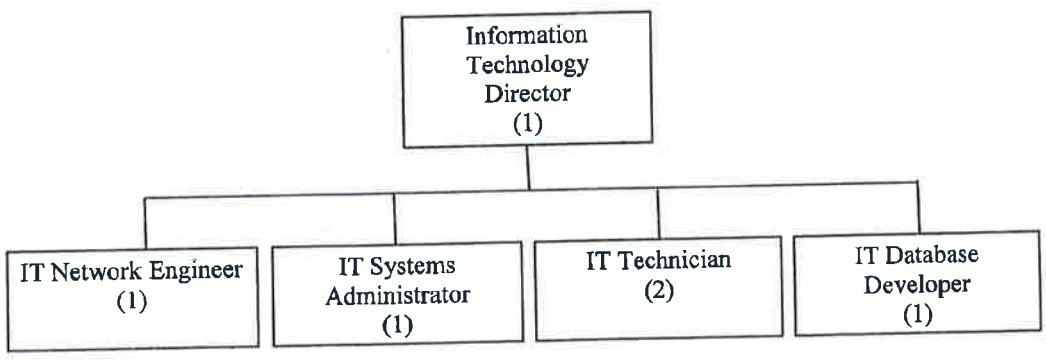 Information
Technology
Director
(1)
IT Network Engineer
(1)
IT Systems
Administrator
(1)
IT Technician
(2)
IT Database
Developer
(1)